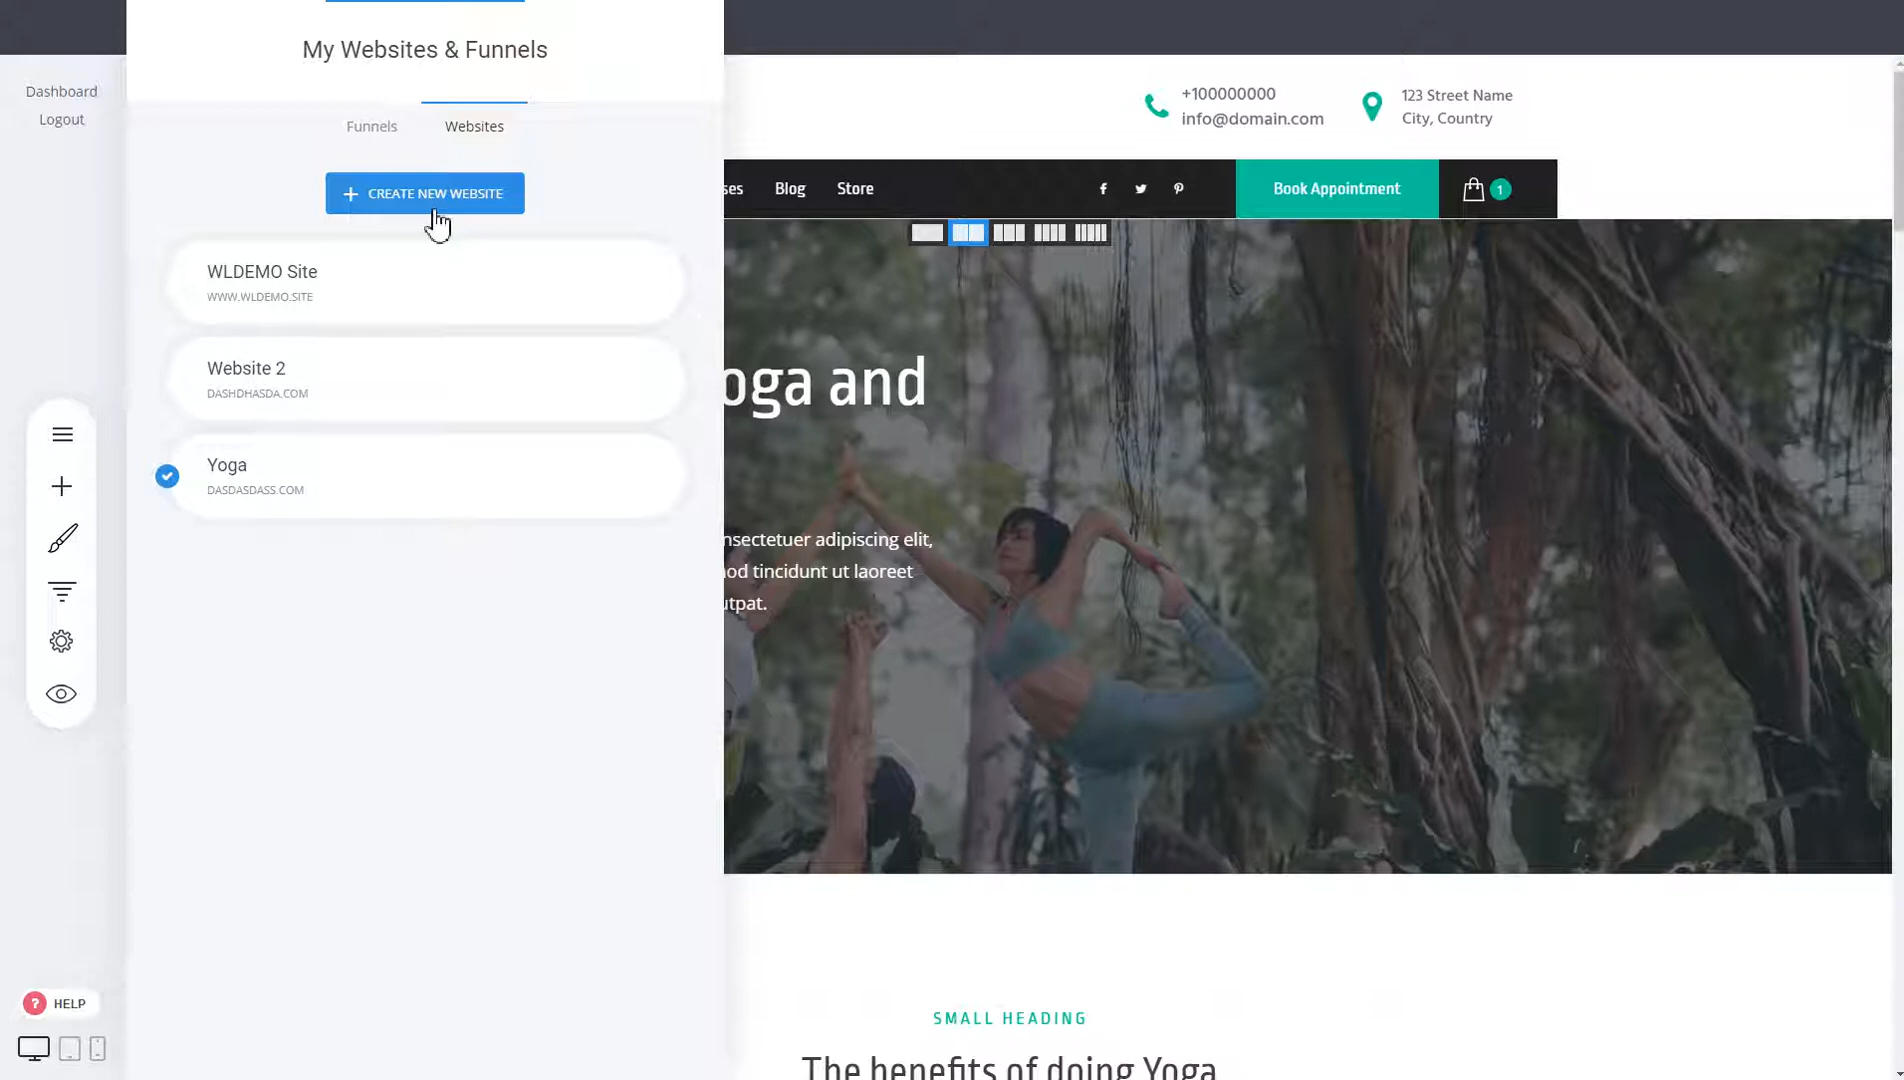 My Websites & Funnels
Dashboard
Logout
Funnels
Websites
+ CREATE NEW WEBSITE
WLDEMO Site
WWW.WLDEMO.SITE
Website 2
DASHDHASDA.COM
Yoga
DASDASDASS.COM
? HELP
+100000000
info@domain.com
123 Street Name
City, Country
ses
Blog
Store
Book Appointment
1
oga and
nsectetuer adipiscing elit,
od tincidunt ut laoreet
utpat.
SMALL HEADING
The benefits of doing Yoga